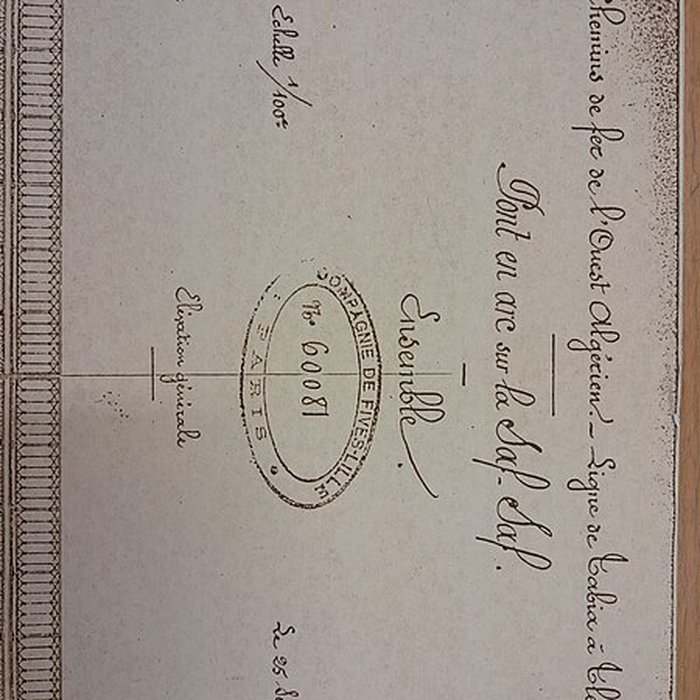 Chemins de fer de l'Ouest Algérien. _ Ligne de Tabia à
Pont en arc sur la Saf-Saf.
Ensemble.
COMPAGNIE DE FIVES-LILLE
No 60081
PARIS
Echelle 1/100e
Le 25
Elévation générale